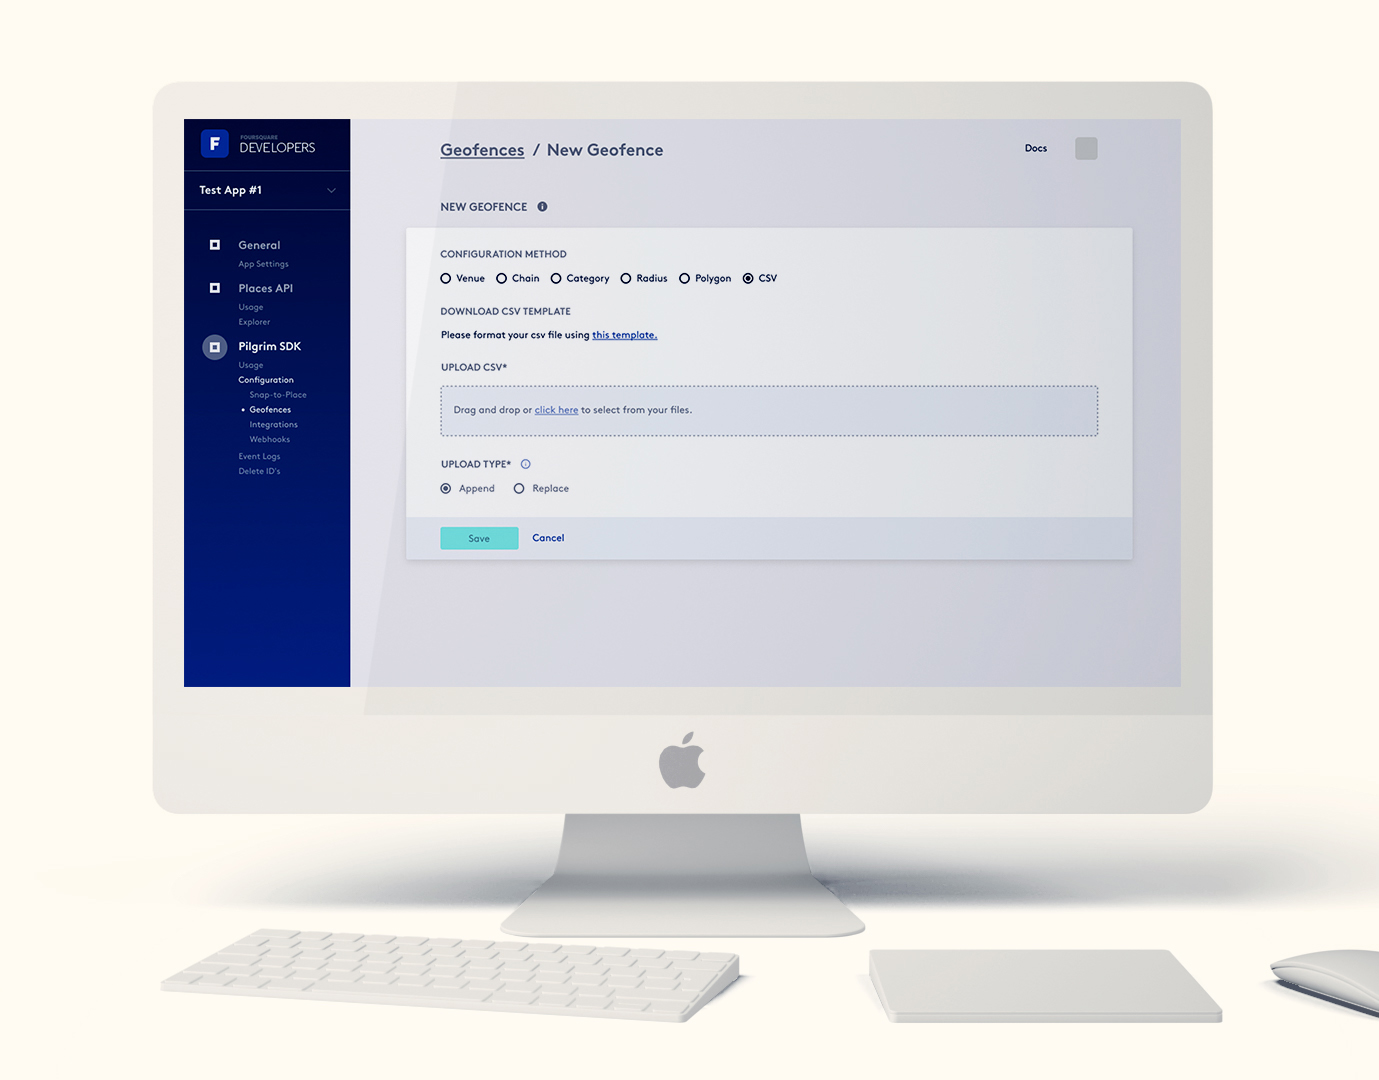 F
FOURSQUARE
DEVELOPERS
Test App #1
General
App Settings
Places API
Usage
Explorer
Pilgrim SDK
Usage
Configuration
Snap-to-Place
• Geofences
Integrations
Webhooks
Event Logs
Delete ID's
Geofences / New Geofence
Docs
NEW GEOFENCE
CONFIGURATION METHOD
Venue Chain Category Radius Polygon CSV
DOWNLOAD CSV TEMPLATE
Please format your csv file using this template.
UPLOAD CSV*
Drag and drop or click here to select from your files.
UPLOAD TYPE*
Append Replace
Save Cancel